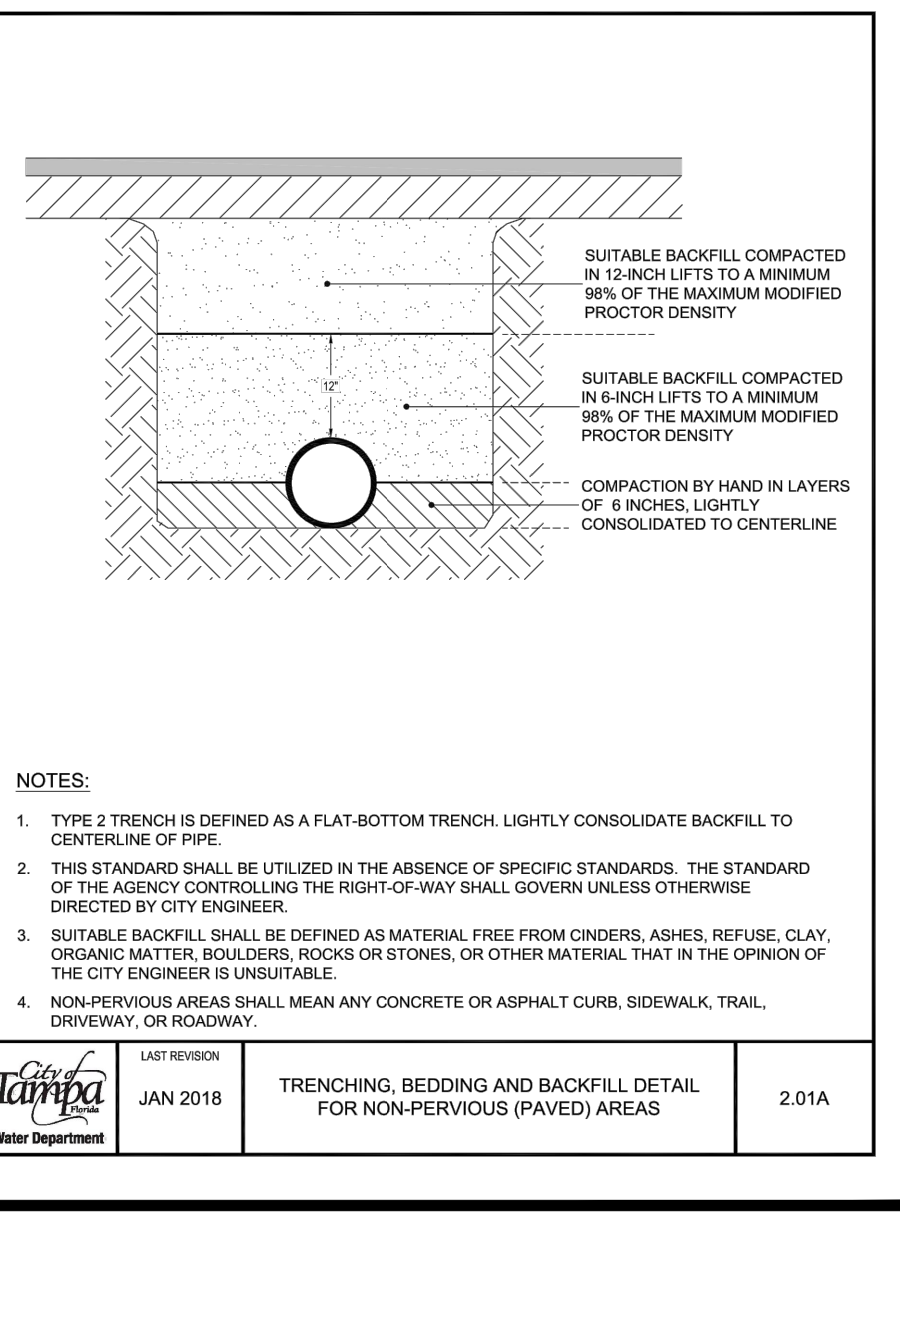 SUITABLE BACKFILL COMPACTED
IN 12-INCH LIFTS TO A MINIMUM
98% OF THE MAXIMUM MODIFIED
PROCTOR DENSITY
12"
SUITABLE BACKFILL COMPACTED
IN 6-INCH LIFTS TO A MINIMUM
98% OF THE MAXIMUM MODIFIED
PROCTOR DENSITY
COMPACTION BY HAND IN LAYERS
OF 6 INCHES, LIGHTLY
CONSOLIDATED TO CENTERLINE
NOTES:
1. TYPE 2 TRENCH IS DEFINED AS A FLAT-BOTTOM TRENCH. LIGHTLY CONSOLIDATE BACKFILL TO
CENTERLINE OF PIPE.
2. THIS STANDARD SHALL BE UTILIZED IN THE ABSENCE OF SPECIFIC STANDARDS. THE STANDARD
OF THE AGENCY CONTROLLING THE RIGHT-OF-WAY SHALL GOVERN UNLESS OTHERWISE
DIRECTED BY CITY ENGINEER.
3. SUITABLE BACKFILL SHALL BE DEFINED AS MATERIAL FREE FROM CINDERS, ASHES, REFUSE, CLAY,
ORGANIC MATTER, BOULDERS, ROCKS OR STONES, OR OTHER MATERIAL THAT IN THE OPINION OF
THE CITY ENGINEER IS UNSUITABLE.
4. NON-PERVIOUS AREAS SHALL MEAN ANY CONCRETE OR ASPHALT CURB, SIDEWALK, TRAIL,
DRIVEWAY, OR ROADWAY.
City of
Tampa
Florida
Water Department
LAST REVISION
JAN 2018
TRENCHING, BEDDING AND BACKFILL DETAIL
FOR NON-PERVIOUS (PAVED) AREAS
2.01A